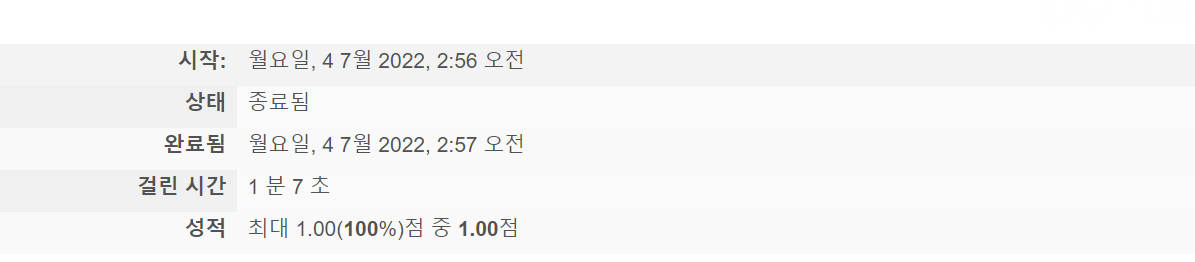 시작: 월요일, 4 7월 2022, 2:56 오전
상태 종료됨
완료됨 월요일, 4 7월 2022, 2:57 오전
걸린 시간 1 분 7 초
성적 최대 1.00(100%)점 중 1.00점